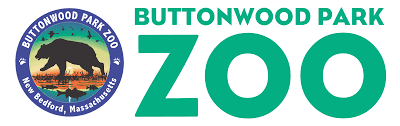 BUTTONWOOD PARK ZOO
New Bedford, Massachusetts
BUTTONWOOD PARK
ZOO